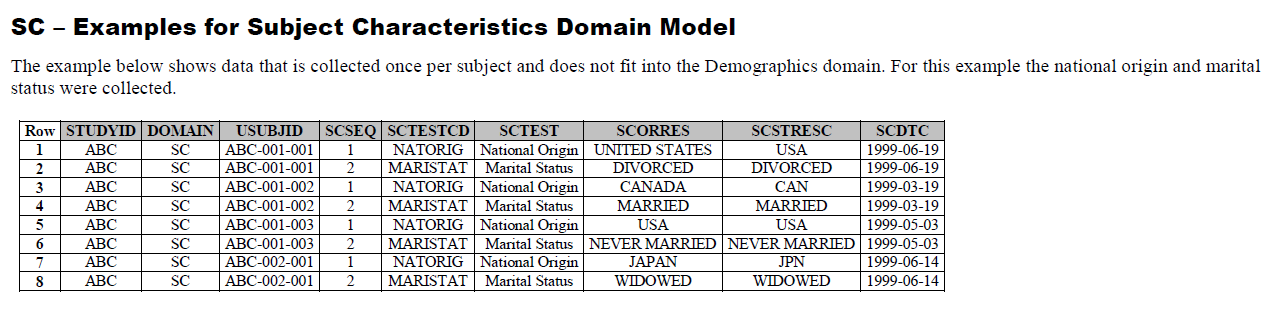 SC – Examples for Subject Characteristics Domain Model
The example below shows data that is collected once per subject and does not fit into the Demographics domain. For this example the national origin and marital
status were collected.
Row STUDYID DOMAIN USUBJID SCSEQ SCTESTCD SCTEST SCORRES SCSTRESC SCDTC
1 ABC SC ABC-001-001 1 NATORIG National Origin UNITED STATES USA 1999-06-19
2 ABC SC ABC-001-001 2 MARISTAT Marital Status DIVORCED DIVORCED 1999-06-19
3 ABC SC ABC-001-002 1 NATORIG National Origin CANADA CAN 1999-03-19
4 ABC SC ABC-001-002 2 MARISTAT Marital Status MARRIED MARRIED 1999-03-19
5 ABC SC ABC-001-003 1 NATORIG National Origin USA USA 1999-05-03
6 ABC SC ABC-001-003 2 MARISTAT Marital Status NEVER MARRIED NEVER MARRIED 1999-05-03
7 ABC SC ABC-002-001 1 NATORIG National Origin JAPAN JPN 1999-06-14
8 ABC SC ABC-002-001 2 MARISTAT Marital Status WIDOWED WIDOWED 1999-06-14